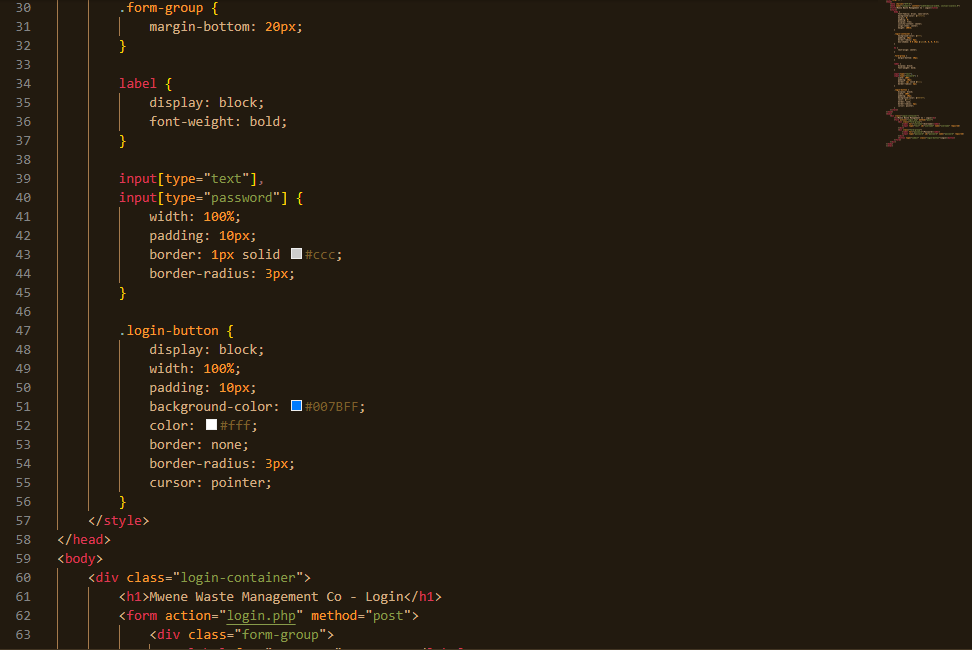 30 .form-group {
31 margin-bottom: 20px;
32 }
33
34 label {
35 display: block;
36 font-weight: bold;
37 }
38
39 input[type="text"],
40 input[type="password"] {
41 width: 100%;
42 padding: 10px;
43 border: 1px solid #ccc;
44 border-radius: 3px;
45 }
46
47 .login-button {
48 display: block;
49 width: 100%;
50 padding: 10px;
51 background-color: #007BFF;
52 color: #fff;
53 border: none;
54 border-radius: 3px;
55 cursor: pointer;
56 }
57 </style>
58 </head>
59 <body>
60 <div class="login-container">
61 <h1>Mwene Waste Management Co - Login</h1>
62 <form action="login.php" method="post">
63 <div class="form-group">